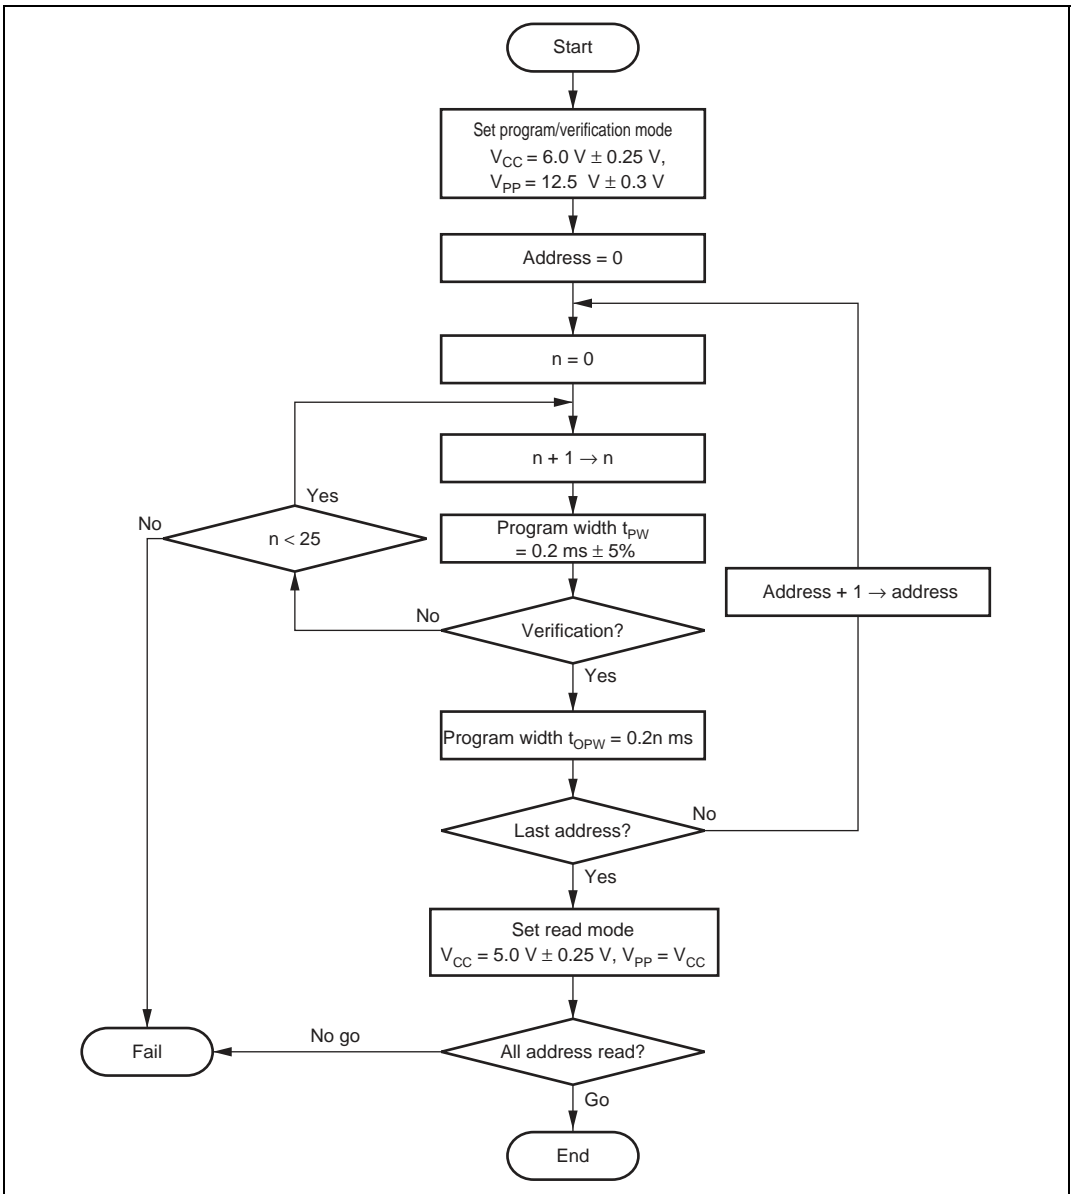 Start
Set program/verification mode
VCC = 6.0 V ± 0.25 V,
VPP = 12.5 V ± 0.3 V
Address = 0
n = 0
n + 1 → n
Yes
No
n < 25
Program width tPW
= 0.2 ms ± 5%
Address + 1 → address
No
Verification?
Yes
Program width tOPW = 0.2n ms
No
Last address?
Yes
Set read mode
VCC = 5.0 V ± 0.25 V, VPP = VCC
No go
Fail
All address read?
Go
End